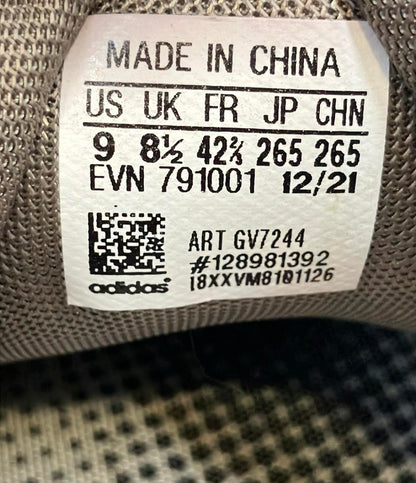 MADE IN CHINA
US UK FR JP CHN
9 8½ 42⅔ 265 265
EVN 791001 12/21
ART GV7244
#128981392
18XXVM8101126
adidas